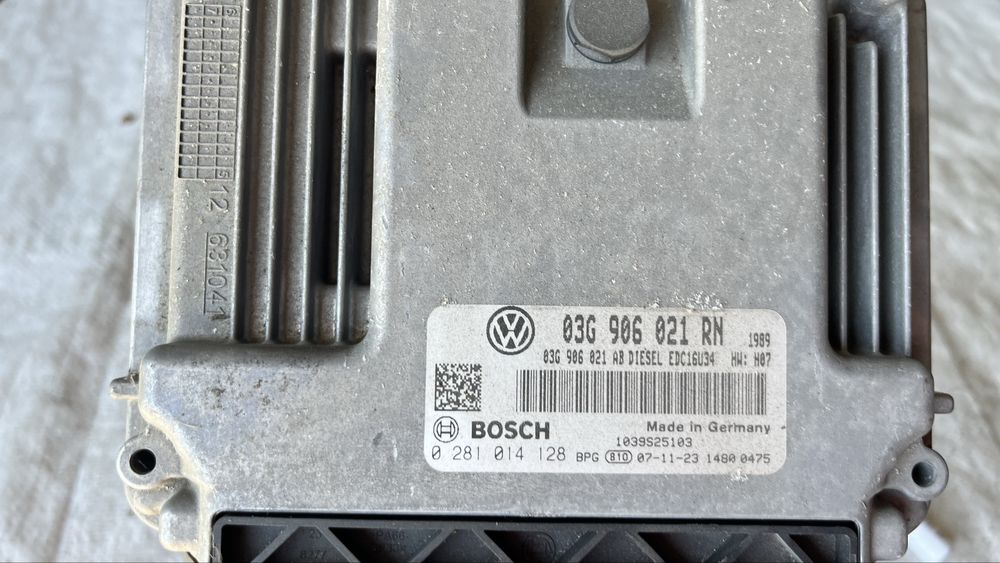 12 631041
03G 906 021 RN 1989
03G 906 021 AB DIESEL EDC16U34 HW: H07
BOSCH
Made in Germany
1039S25103
0 281 014 128 BPG 810 07-11-23 1480 0475
PA66